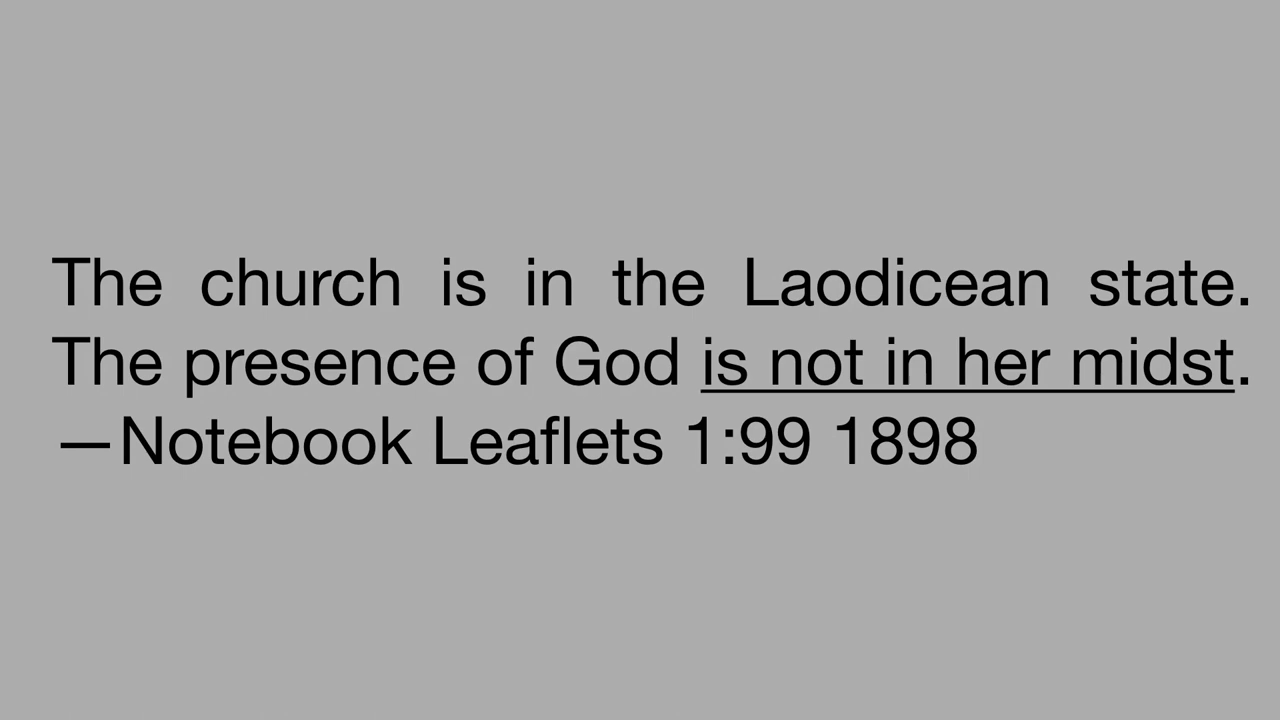 The church is in the Laodicean state.
The presence of God is not in her midst.
—Notebook Leaflets 1:99 1898